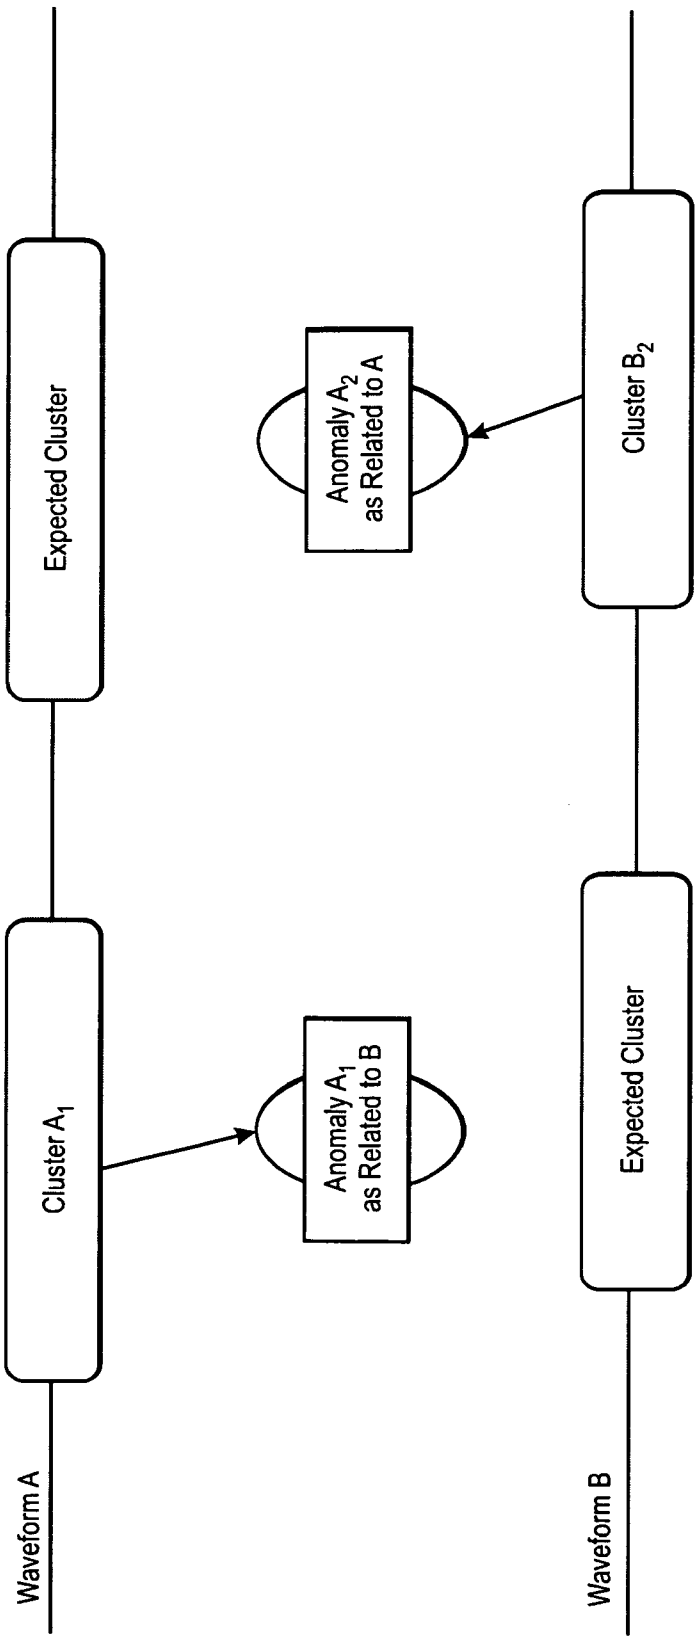 Waveform A
Cluster A₁
Expected Cluster
Anomaly A₁
as Related to B
Anomaly A₂
as Related to A
Waveform B
Expected Cluster
Cluster B₂